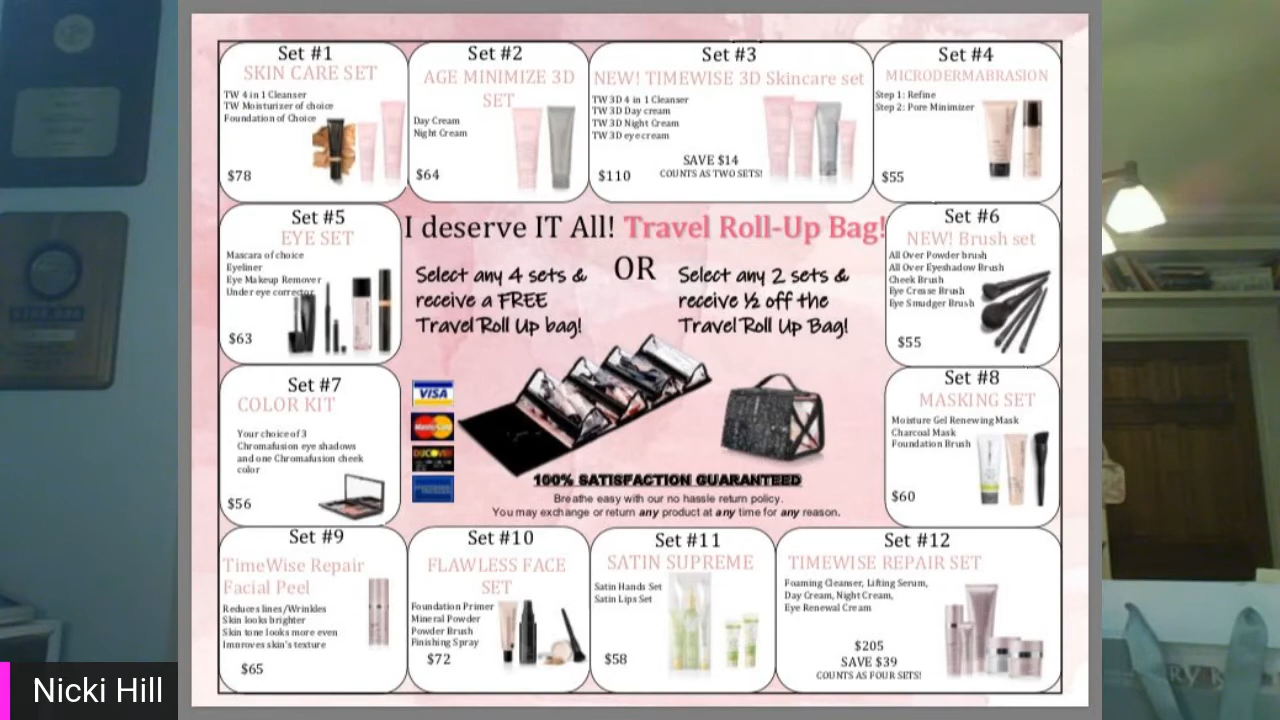 Set #1
SKIN CARE SET
TW 4 in 1 Cleanser
TW Moisturizer of choice
Foundation of Choice
$78
Set #2
AGE MINIMIZE 3D
SET
Day Cream
Night Cream
$64
Set #3
NEW! TIMEWISE 3D Skincare set
TW 3D 4 in 1 Cleanser
TW 3D Day cream
TW 3D Night Cream
TW 3D eye cream
SAVE $14
COUNTS AS TWO SETS!
$110
Set #4
MICRODERMABRASION
Step 1: Refine
Step 2: Pore Minimizer
$55
Set #5
EYE SET
Mascara of choice
Eyeliner
Eye Makeup Remover
Under eye corrector
$63
I deserve IT All! Travel Roll-Up Bag!
Select any 4 sets &
receive a FREE
Travel Roll Up bag!
OR
Select any 2 sets &
receive ½ off the
Travel Roll Up Bag!
VISA
MasterCard
DISCOVER
100% SATISFACTION GUARANTEED
Breathe easy with our no hassle return policy.
You may exchange or return any product at any time for any reason.
Set #6
NEW! Brush set
All Over Powder brush
All Over Eyeshadow Brush
Cheek Brush
Eye Crease Brush
Eye Smudger Brush
$55
Set #7
COLOR KIT
Your choice of 3
Chromafusion eye shadows
and one Chromafusion cheek
color
$56
Set #8
MASKING SET
Moisture Gel Renewing Mask
Charcoal Mask
Foundation Brush
$60
Set #9
TimeWise Repair
Facial Peel
Reduces lines/Wrinkles
Skin looks brighter
Skin tone looks more even
Improves skin's texture
$65
Set #10
FLAWLESS FACE
SET
Foundation Primer
Mineral Powder
Powder Brush
Finishing Spray
$72
Set #11
SATIN SUPREME
Satin Hands Set
Satin Lips Set
$58
Set #12
TIMEWISE REPAIR SET
Foaming Cleanser, Lifting Serum,
Day Cream, Night Cream,
Eye Renewal Cream
$205
SAVE $39
COUNTS AS FOUR SETS!
Nicki Hill